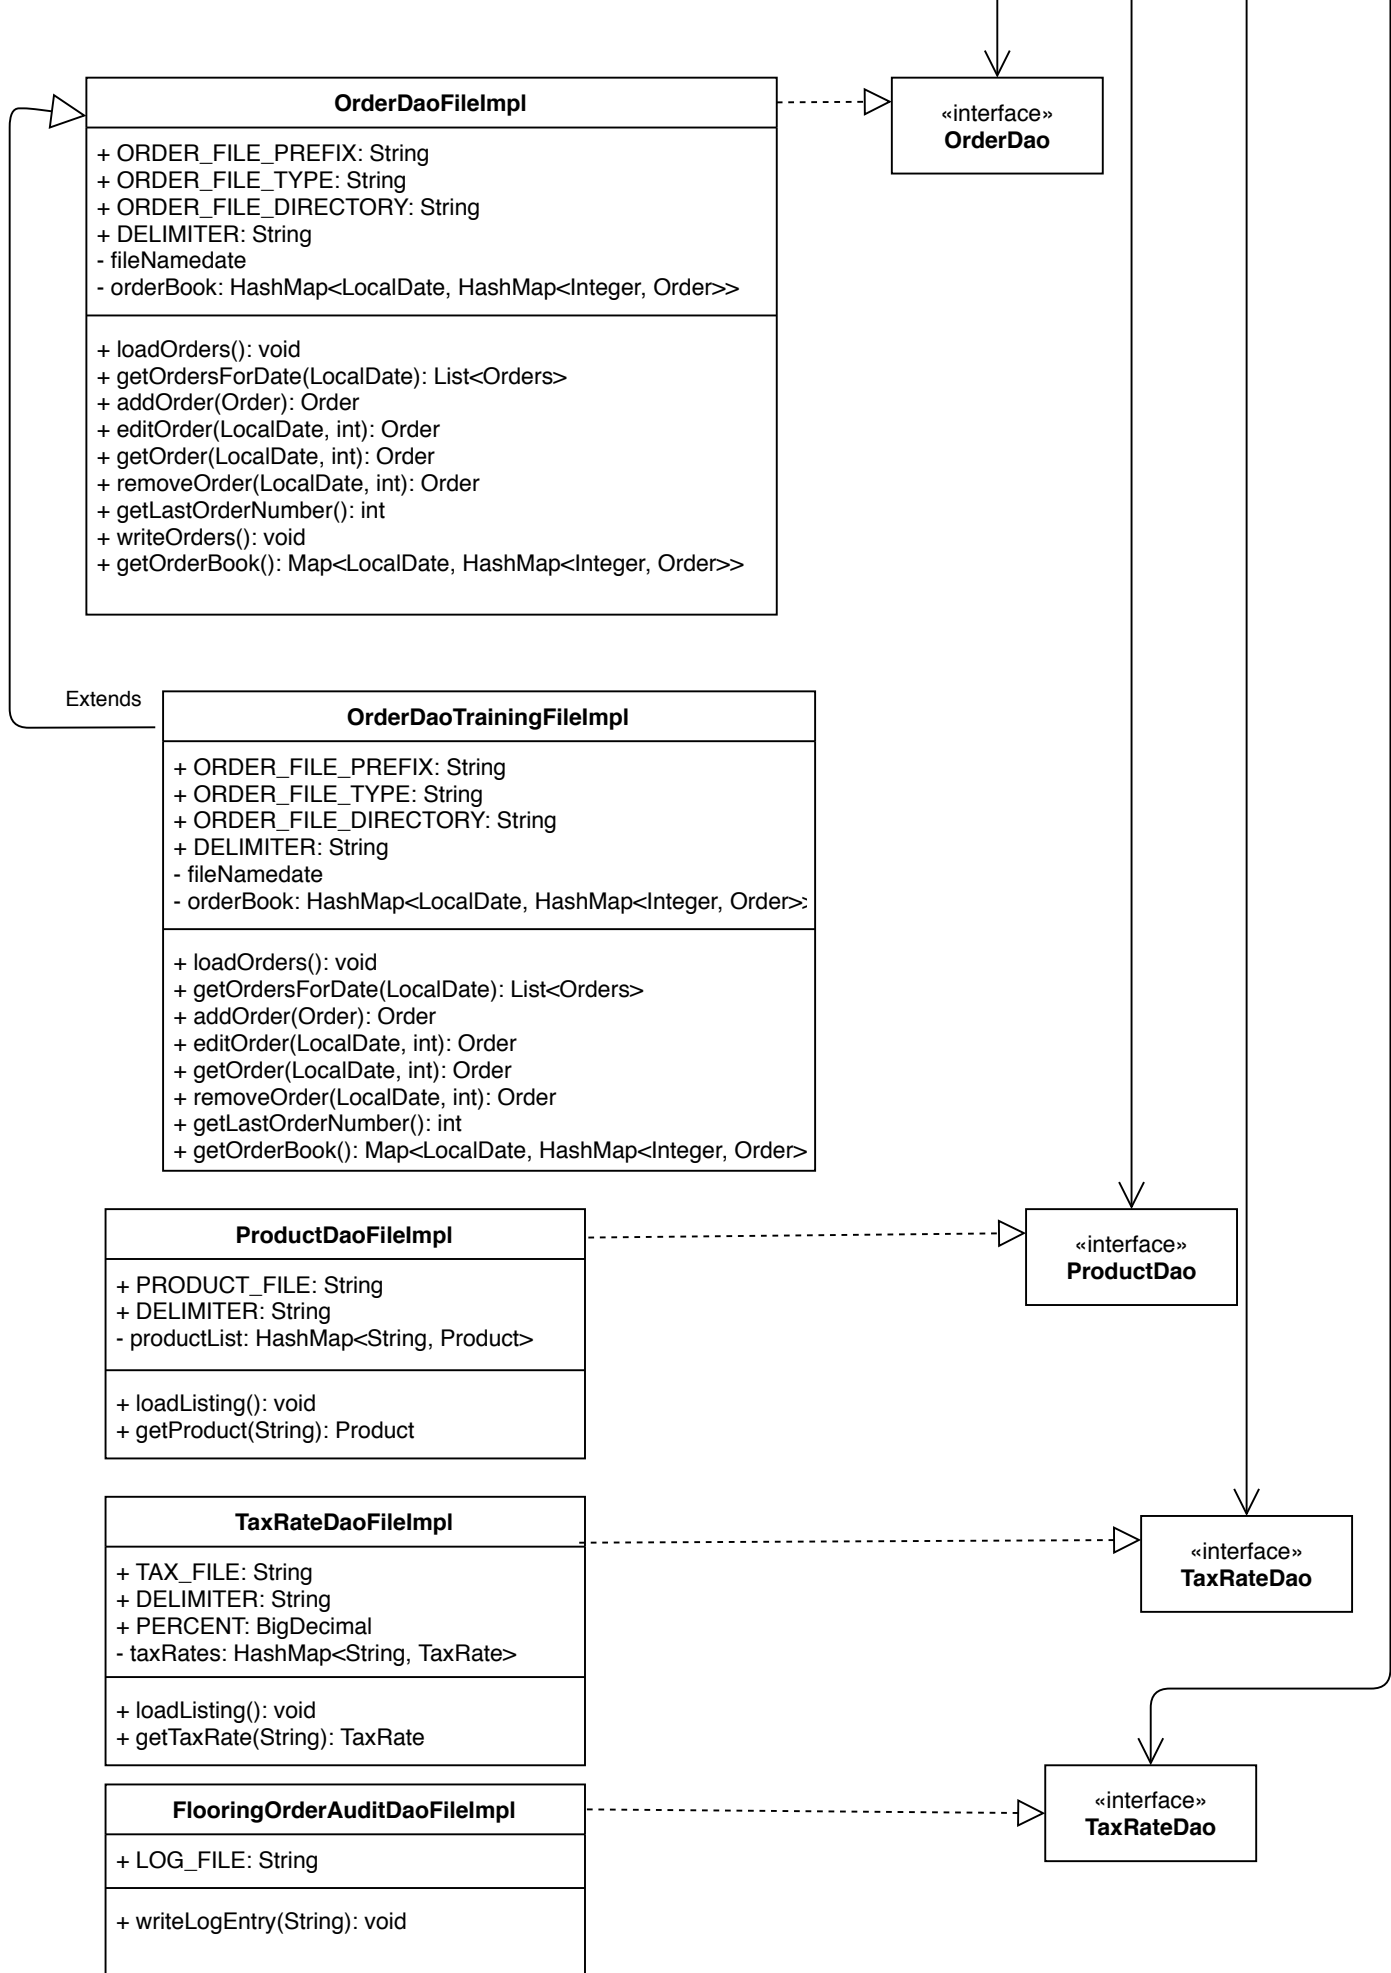 OrderDaoFileImpl
+ ORDER_FILE_PREFIX: String
+ ORDER_FILE_TYPE: String
+ ORDER_FILE_DIRECTORY: String
+ DELIMITER: String
- fileNamedate
- orderBook: HashMap<LocalDate, HashMap<Integer, Order>>
+ loadOrders(): void
+ getOrdersForDate(LocalDate): List<Orders>
+ addOrder(Order): Order
+ editOrder(LocalDate, int): Order
+ getOrder(LocalDate, int): Order
+ removeOrder(LocalDate, int): Order
+ getLastOrderNumber(): int
+ writeOrders(): void
+ getOrderBook(): Map<LocalDate, HashMap<Integer, Order>>
«interface»
OrderDao
Extends
OrderDaoTrainingFileImpl
+ ORDER_FILE_PREFIX: String
+ ORDER_FILE_TYPE: String
+ ORDER_FILE_DIRECTORY: String
+ DELIMITER: String
- fileNamedate
- orderBook: HashMap<LocalDate, HashMap<Integer, Order>>
+ loadOrders(): void
+ getOrdersForDate(LocalDate): List<Orders>
+ addOrder(Order): Order
+ editOrder(LocalDate, int): Order
+ getOrder(LocalDate, int): Order
+ removeOrder(LocalDate, int): Order
+ getLastOrderNumber(): int
+ getOrderBook(): Map<LocalDate, HashMap<Integer, Order>
ProductDaoFileImpl
+ PRODUCT_FILE: String
+ DELIMITER: String
- productList: HashMap<String, Product>
+ loadListing(): void
+ getProduct(String): Product
«interface»
ProductDao
TaxRateDaoFileImpl
+ TAX_FILE: String
+ DELIMITER: String
+ PERCENT: BigDecimal
- taxRates: HashMap<String, TaxRate>
+ loadListing(): void
+ getTaxRate(String): TaxRate
«interface»
TaxRateDao
FlooringOrderAuditDaoFileImpl
+ LOG_FILE: String
+ writeLogEntry(String): void
«interface»
TaxRateDao